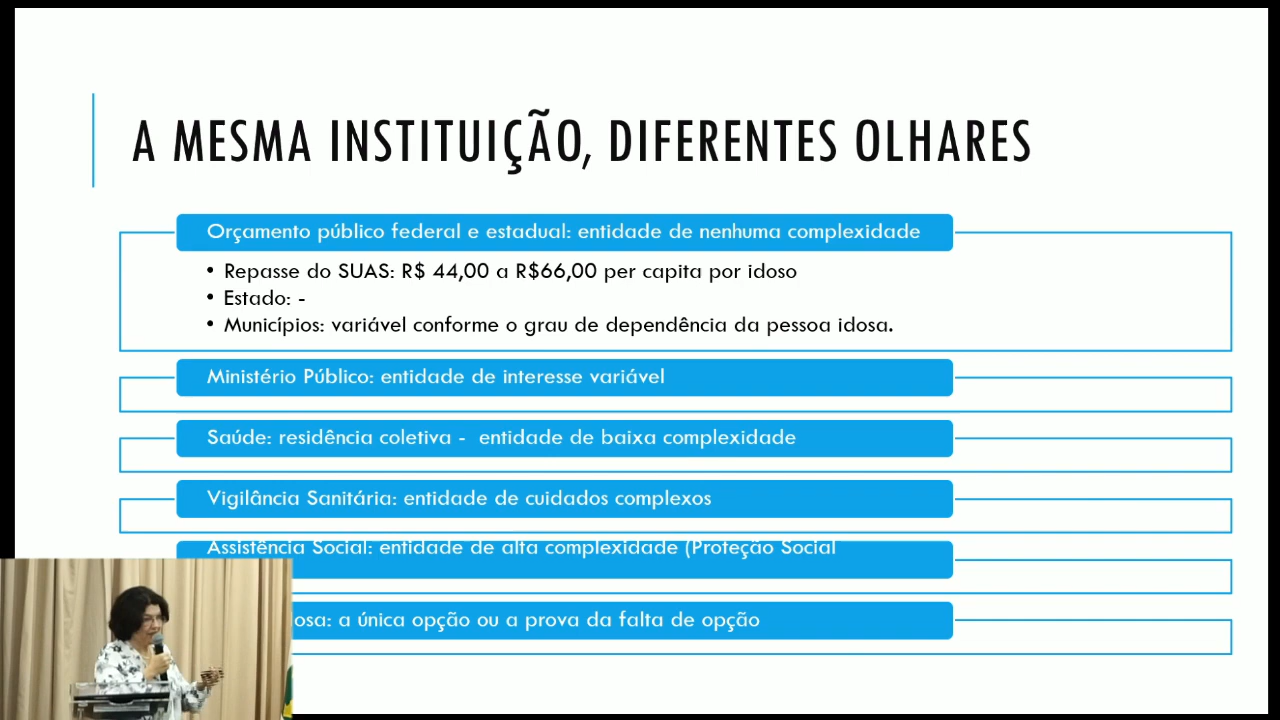 A MESMA INSTITUIÇÃO, DIFERENTES OLHARES
Orçamento público federal e estadual: entidade de nenhuma complexidade
• Repasse do SUAS: R$ 44,00 a R$66,00 per capita por idoso
• Estado: -
• Municípios: variável conforme o grau de dependência da pessoa idosa.
Ministério Público: entidade de interesse variável
Saúde: residência coletiva - entidade de baixa complexidade
Vigilância Sanitária: entidade de cuidados complexos
Assistência Social: entidade de alta complexidade (Proteção Social
osa: a única opção ou a prova da falta de opção